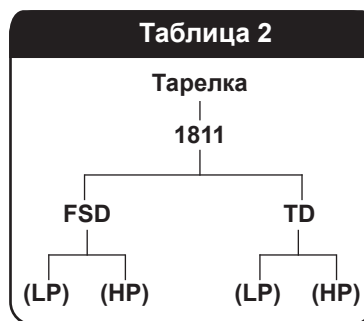 Таблица 2
Тарелка
1811
FSD TD
(LP) (HP) (LP) (HP)